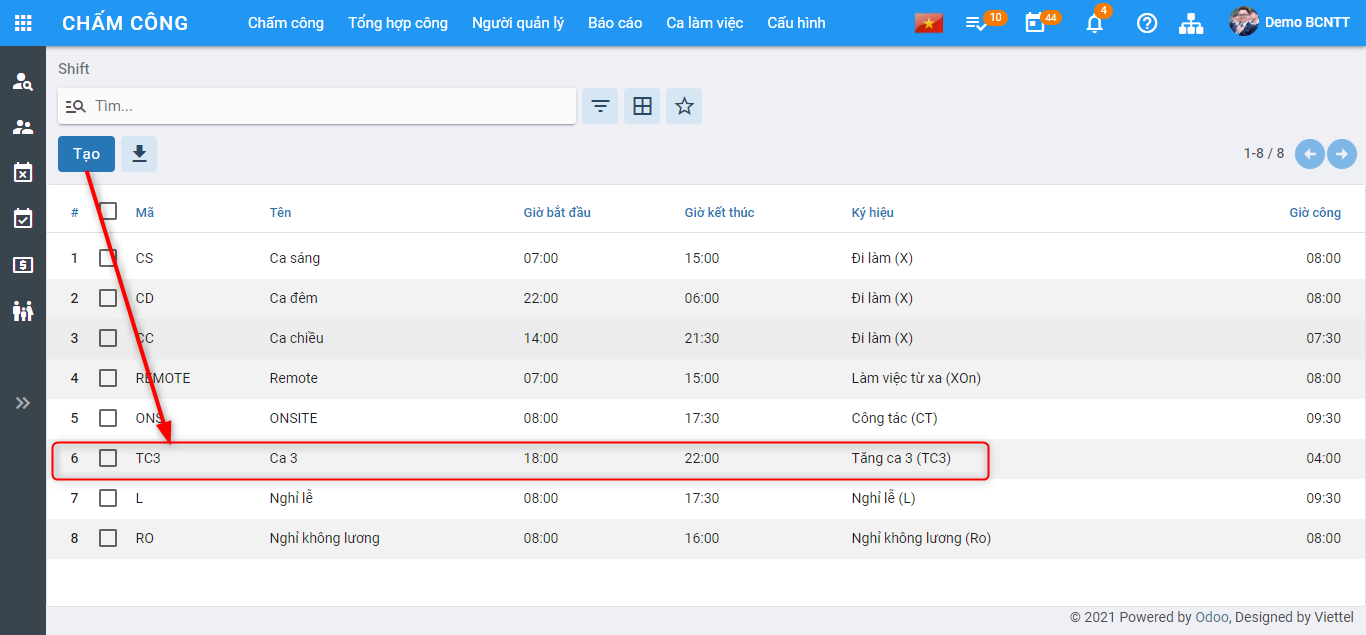 CHẤM CÔNG Chấm công Tổng hợp công Người quản lý Báo cáo Ca làm việc Cấu hình 10 44 4 Demo BCNTT
Shift
Tìm...
Tạo 1-8 / 8
# Mã Tên Giờ bắt đầu Giờ kết thúc Ký hiệu Giờ công
1 CS Ca sáng 07:00 15:00 Đi làm (X) 08:00
2 CD Ca đêm 22:00 06:00 Đi làm (X) 08:00
3 CC Ca chiều 14:00 21:30 Đi làm (X) 07:30
4 REMOTE Remote 07:00 15:00 Làm việc từ xa (XOn) 08:00
5 ONS ONSITE 08:00 17:30 Công tác (CT) 09:30
6 TC3 Ca 3 18:00 22:00 Tăng ca 3 (TC3) 04:00
7 L Nghỉ lễ 08:00 17:30 Nghỉ lễ (L) 09:30
8 RO Nghỉ không lương 08:00 16:00 Nghỉ không lương (Ro) 08:00
© 2021 Powered by Odoo, Designed by Viettel